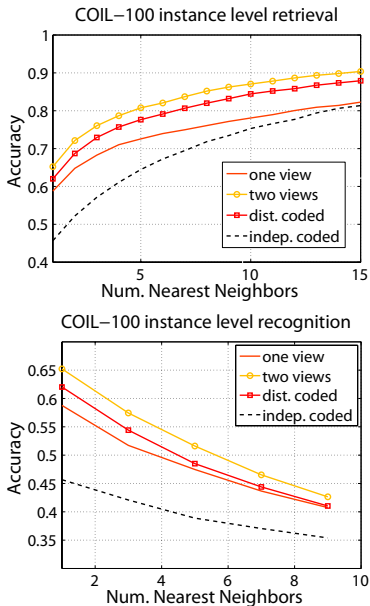 COIL−100 instance level retrieval
1
0.9
0.8
0.7
0.6
0.5
0.4
Accuracy
one view
two views
dist. coded
indep. coded
5 10 15
Num. Nearest Neighbors
COIL−100 instance level recognition
0.65
0.6
0.55
0.5
0.45
0.4
0.35
Accuracy
one view
two views
dist. coded
indep. coded
2 4 6 8 10
Num. Nearest Neighbors